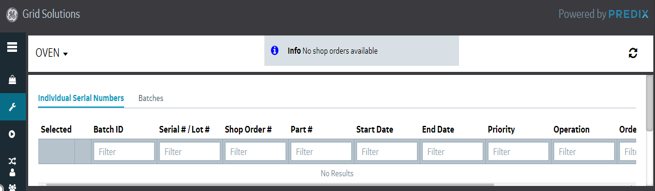 Grid Solutions
Powered by PREDIX
OVEN
Info No shop orders available
Individual Serial Numbers Batches
Selected Batch ID Serial # / Lot # Shop Order # Part # Start Date End Date Priority Operation Orde
Filter Filter Filter Filter Filter Filter Filter Filter Filte
No Results